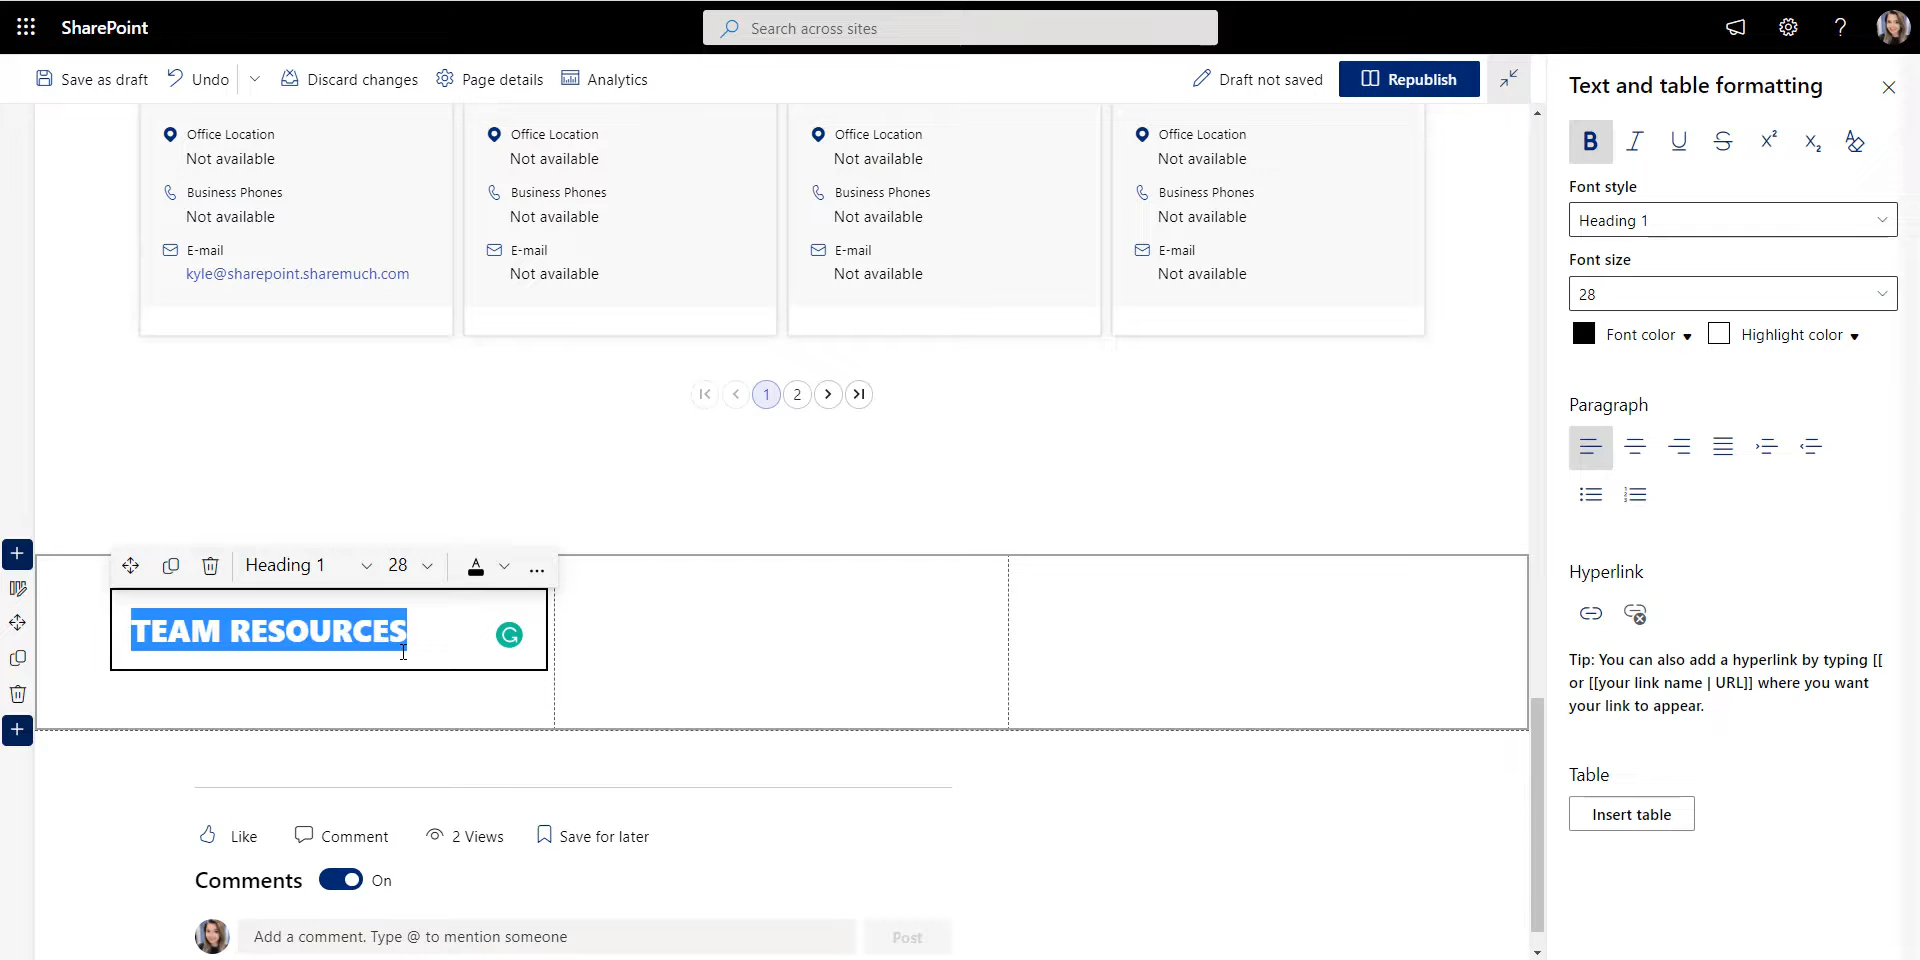 SharePoint
Search across sites
Save as draft
Undo
Discard changes
Page details
Analytics
Draft not saved
Republish
Office Location
Not available
Business Phones
Not available
E-mail
kyle@sharepoint.sharemuch.com
Office Location
Not available
Business Phones
Not available
E-mail
Not available
Office Location
Not available
Business Phones
Not available
E-mail
Not available
Office Location
Not available
Business Phones
Not available
E-mail
Not available
1
2
Heading 1
28
A
...
TEAM RESOURCES
Like
Comment
2 Views
Save for later
Comments
On
Add a comment. Type @ to mention someone
Post
Text and table formatting
B
Font style
Heading 1
Font size
28
Font color
Highlight color
Paragraph
Hyperlink
Tip: You can also add a hyperlink by typing [[
or [[your link name | URL]] where you want
your link to appear.
Table
Insert table